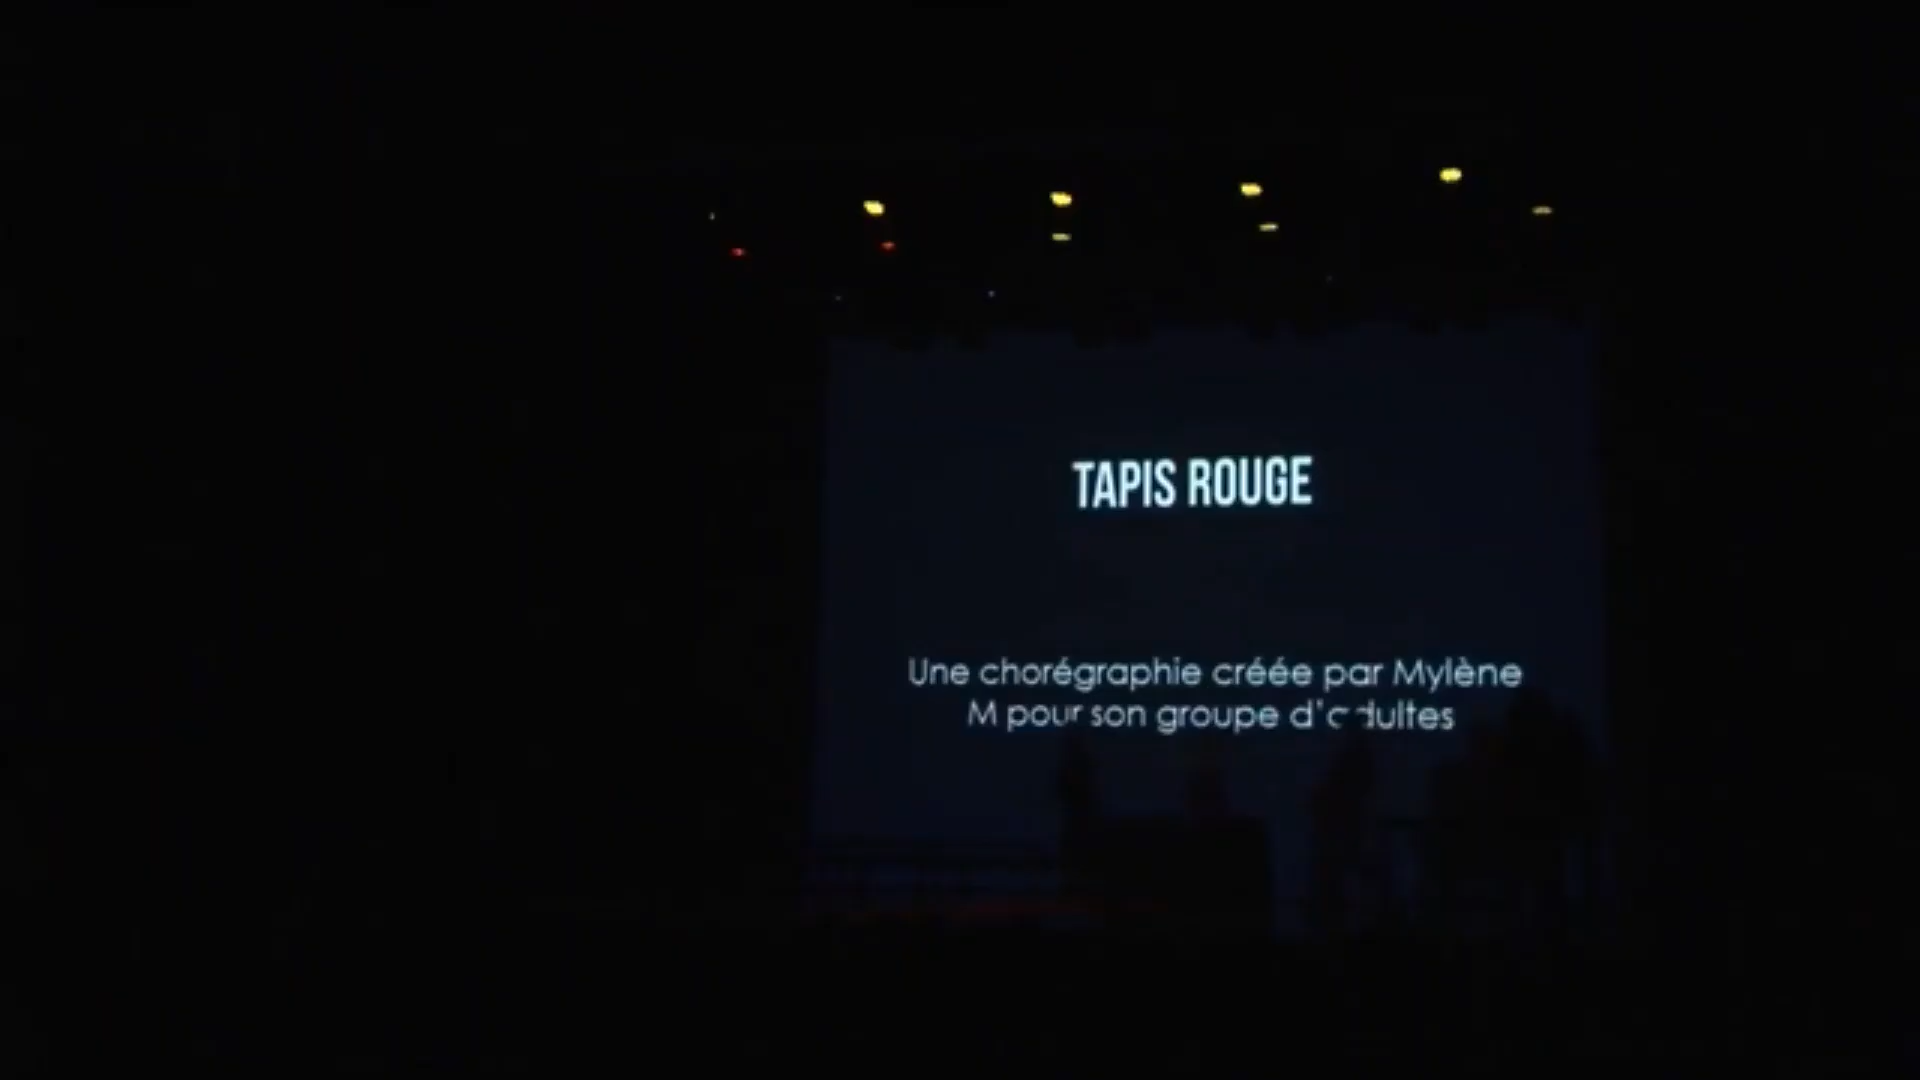 TAPIS ROUGE
Une chorégraphie créée par Mylène
M pour son groupe d'adultes